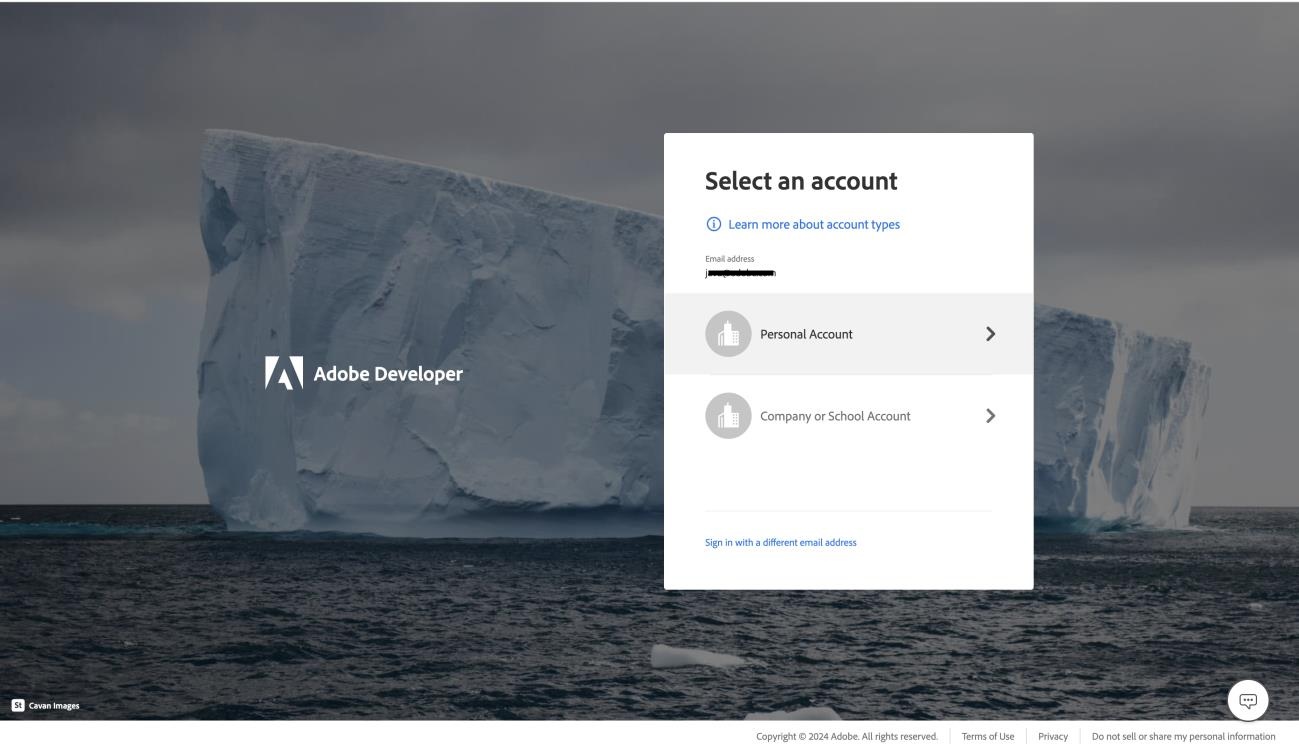 Select an account
Learn more about account types
Email address
Personal Account
Adobe Developer
Company or School Account
Sign in with a different email address
St Cavan Images
Copyright © 2024 Adobe. All rights reserved. Terms of Use Privacy Do not sell or share my personal information